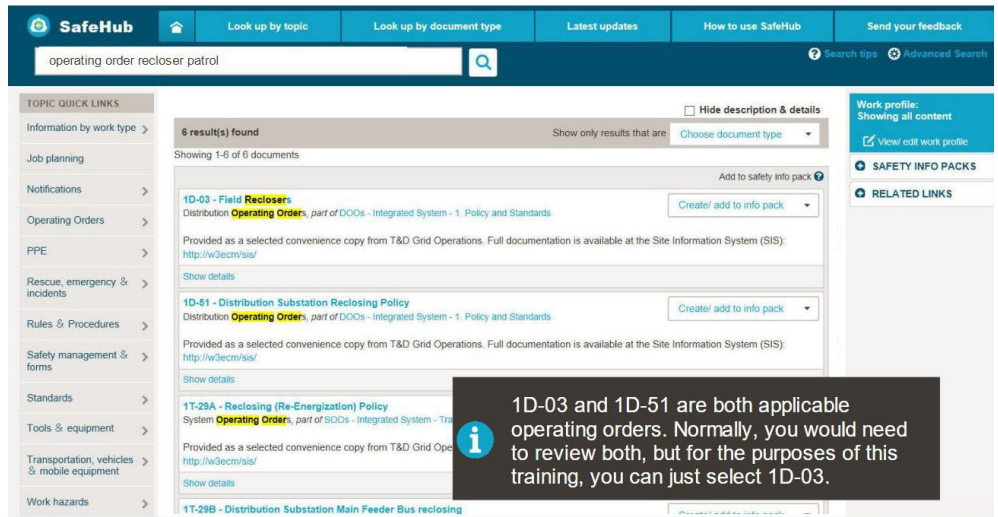 SafeHub
Look up by topic
Look up by document type
Latest updates
How to use SafeHub
Send your feedback
operating order recloser patrol
Search tips
Advanced Search
TOPIC QUICK LINKS
Information by work type
Job planning
Notifications
Operating Orders
PPE
Rescue, emergency &
incidents
Rules & Procedures
Safety management &
forms
Standards
Tools & equipment
Transportation, vehicles
& mobile equipment
Work hazards
Hide description & details
6 result(s) found
Show only results that are
Choose document type
Showing 1-6 of 6 documents
Add to safety info pack
1D-03 - Field Reclosers
Distribution Operating Orders, part of DOOs - Integrated System - 1. Policy and Standards
Create/ add to info pack
Provided as a selected convenience copy from T&D Grid Operations. Full documentation is available at the Site Information System (SIS):
http://w3ecm/sis/
Show details
1D-51 - Distribution Substation Reclosing Policy
Distribution Operating Orders, part of DOOs - Integrated System - 1. Policy and Standards
Create/ add to info pack
Provided as a selected convenience copy from T&D Grid Operations. Full documentation is available at the Site Information System (SIS):
http://w3ecm/sis/
Show details
1T-29A - Reclosing (Re-Energization) Policy
System Operating Orders, part of SOOs - Integrated System - Tra
Provided as a selected convenience copy from T&D Grid Ope
http://w3ecm/sis/
Show details
1T-29B - Distribution Substation Main Feeder Bus reclosing
Work profile:
Showing all content
View/ edit work profile
SAFETY INFO PACKS
RELATED LINKS
1D-03 and 1D-51 are both applicable
operating orders. Normally, you would need
to review both, but for the purposes of this
training, you can just select 1D-03.